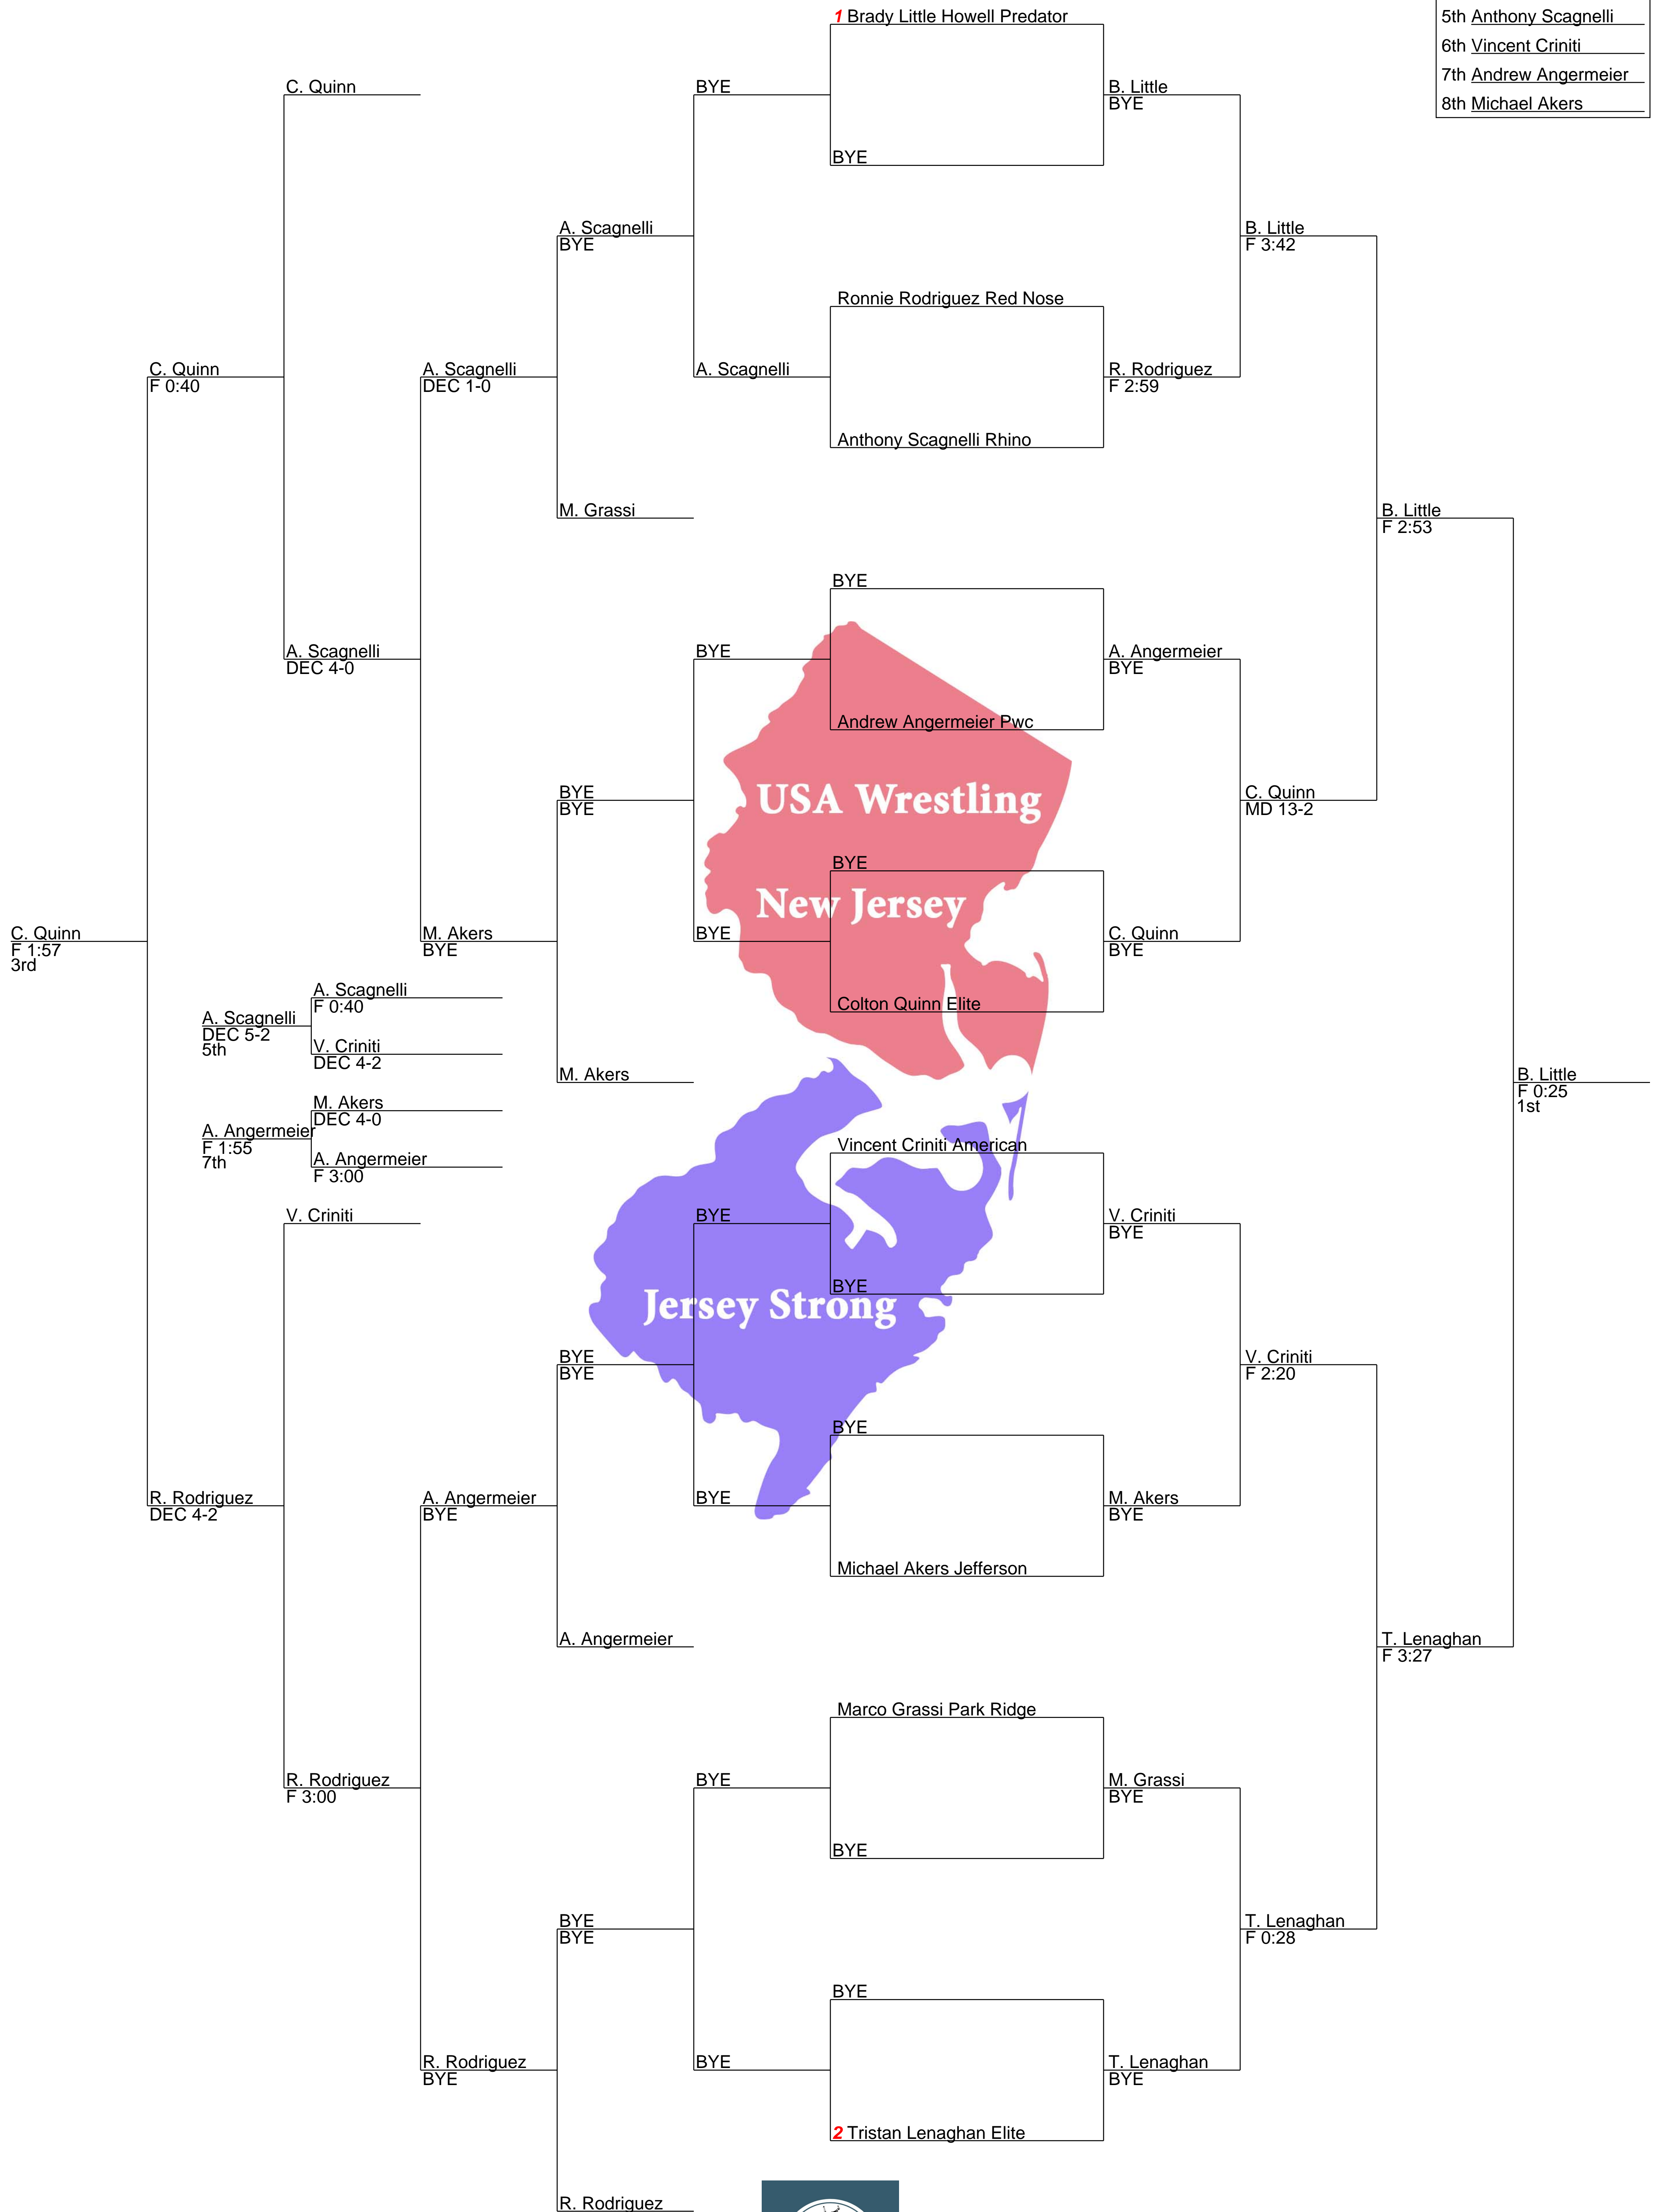 1 Brady Little Howell Predator
5th Anthony Scagnelli
6th Vincent Criniti
7th Andrew Angermeier
8th Michael Akers
C. Quinn
BYE
B. Little
BYE
BYE
A. Scagnelli
BYE
B. Little
F 3:42
Ronnie Rodriguez Red Nose
C. Quinn
F 0:40
A. Scagnelli
DEC 1-0
A. Scagnelli
R. Rodriguez
F 2:59
Anthony Scagnelli Rhino
M. Grassi
B. Little
F 2:53
BYE
A. Scagnelli
DEC 4-0
BYE
A. Angermeier
BYE
Andrew Angermeier Pwc
USA Wrestling
BYE
BYE
C. Quinn
MD 13-2
BYE
New Jersey
C. Quinn
F 1:57
3rd
M. Akers
BYE
BYE
C. Quinn
BYE
A. Scagnelli
F 0:40
Colton Quinn Elite
A. Scagnelli
DEC 5-2
5th
V. Criniti
DEC 4-2
M. Akers
B. Little
F 0:25
1st
M. Akers
DEC 4-0
A. Angermeier
F 1:55
7th
A. Angermeier
F 3:00
Vincent Criniti American
V. Criniti
BYE
V. Criniti
BYE
BYE
Jersey Strong
BYE
BYE
V. Criniti
F 2:20
BYE
R. Rodriguez
DEC 4-2
A. Angermeier
BYE
BYE
M. Akers
BYE
Michael Akers Jefferson
A. Angermeier
T. Lenaghan
F 3:27
Marco Grassi Park Ridge
R. Rodriguez
F 3:00
BYE
M. Grassi
BYE
BYE
BYE
BYE
T. Lenaghan
F 0:28
BYE
R. Rodriguez
BYE
BYE
T. Lenaghan
BYE
2 Tristan Lenaghan Elite
R. Rodriguez